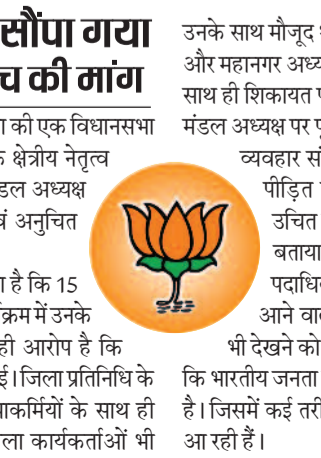 सौंपा गया
च की मांग
की एक विधानसभा
क्षेत्रीय नेतृत्व
डल अध्यक्ष
वं अनुचित
है कि 15
र्यक्रम में उनके
ही आरोप है कि
ई। जिला प्रतिनिधि के
ाकर्मियों के साथ ही
ला कार्यकर्ताओं भी
उनके साथ मौजूद
और महानगर अध्य
साथ ही शिकायत
मंडल अध्यक्ष पर
व्यवहार सं
पीड़ित
उचित
बताया
पदाधि
आने वा
भी देखने को
कि भारतीय जनता
है। जिसमें कई तरी
आ रही हैं।